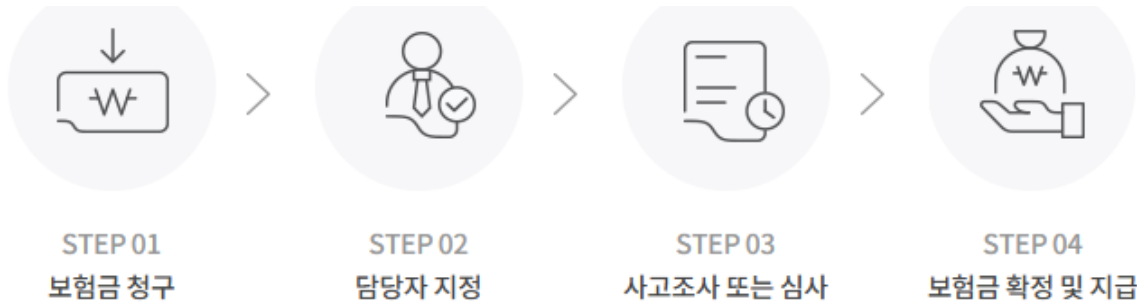 ₩
₩
STEP 01
보험금 청구
STEP 02
담당자 지정
STEP 03
사고조사 또는 심사
STEP 04
보험금 확정 및 지급